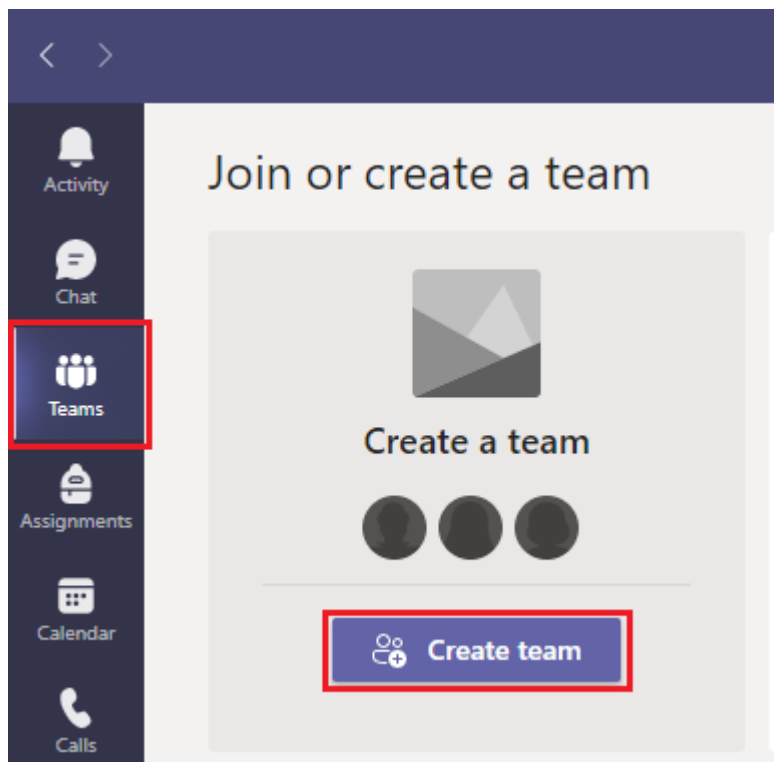 Activity
Chat
Teams
Assignments
Calendar
Calls
Join or create a team
Create a team
Create team